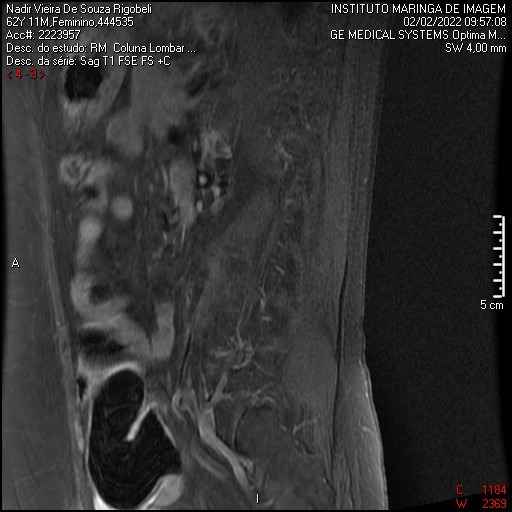 Nadir Vieira De Souza Rigobeli
62Y 11M,Feminino,444535
Acc#: 2223957
Desc. do estudo: RM Coluna Lombar ...
Desc. da série: Sag T1 FSE FS +C
<4 -3>
INSTITUTO MARINGA DE IMAGEM
02/02/2022 09:57:08
GE MEDICAL SYSTEMS Optima M...
SW 4,00 mm
A
5 cm
I
C 1184
W 2369